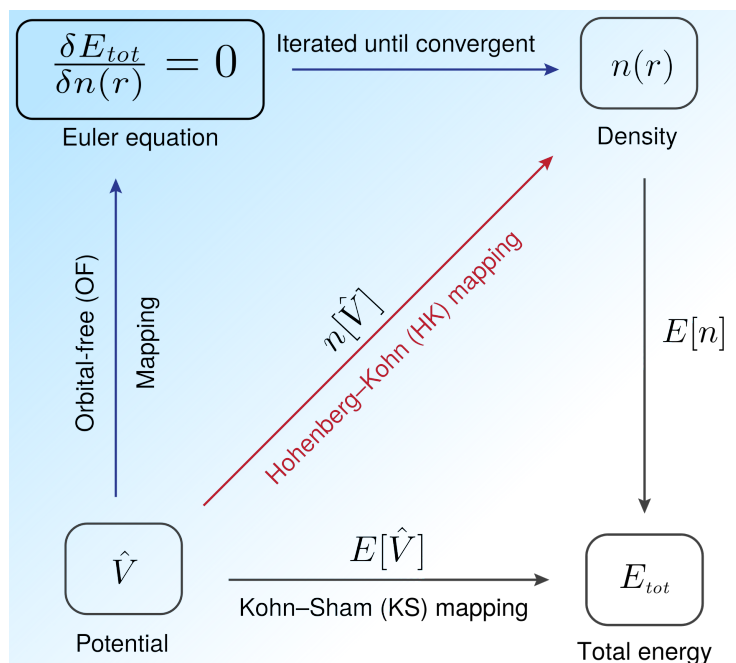 δE_tot/δn(r) = 0
Iterated until convergent
n(r)
Euler equation
Density
Orbital-free (OF)
Mapping
n[V̂]
Hohenberg–Kohn (HK) mapping
E[n]
V̂
E[V̂]
E_tot
Kohn–Sham (KS) mapping
Potential
Total energy